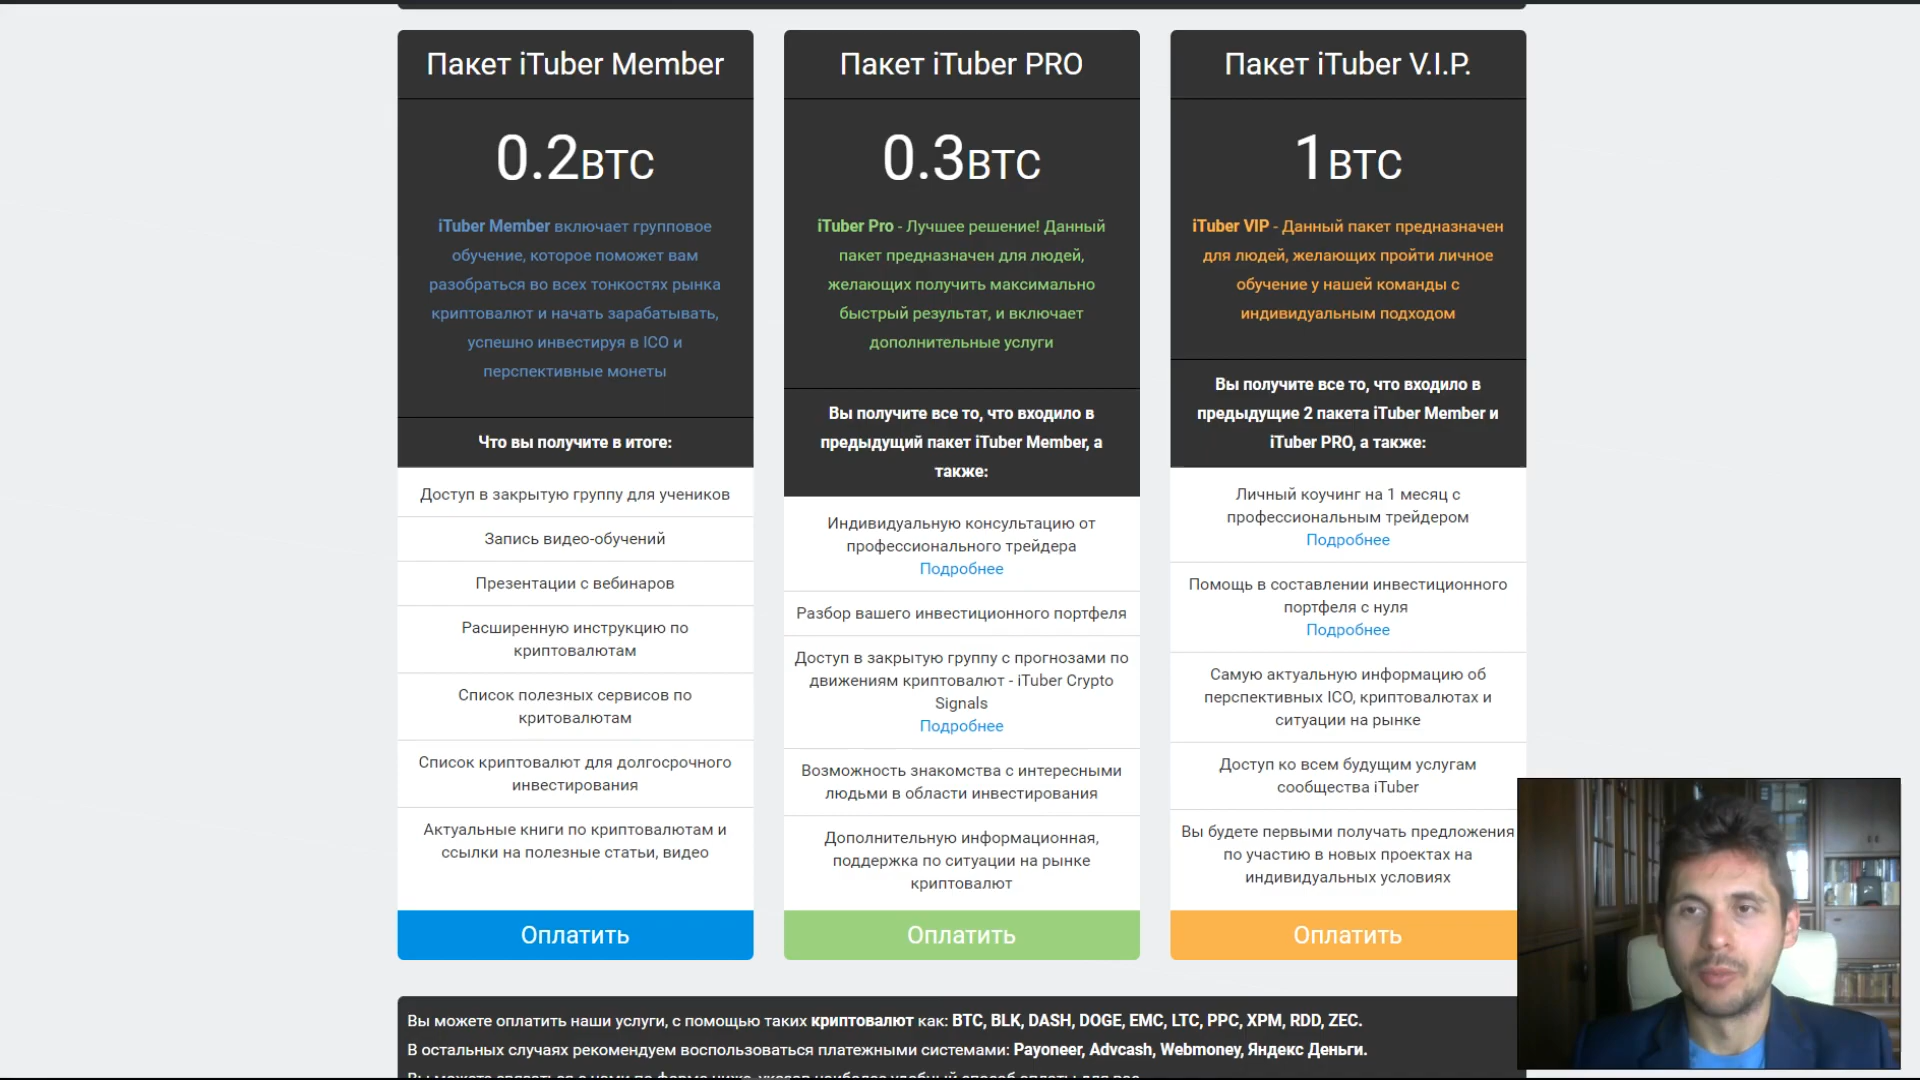 Пакет iTuber Member
0.2BTC
iTuber Member включает групповое
обучение, которое поможет вам
разобраться во всех тонкостях рынка
криптовалют и начать зарабатывать,
успешно инвестируя в ICO и
перспективные монеты
Что вы получите в итоге:
Доступ в закрытую группу для учеников
Запись видео-обучений
Презентации с вебинаров
Расширенную инструкцию по
криптовалютам
Список полезных сервисов по
критовалютам
Список криптовалют для долгосрочного
инвестирования
Актуальные книги по криптовалютам и
ссылки на полезные статьи, видео
Оплатить
Пакет iTuber PRO
0.3BTC
iTuber Pro - Лучшее решение! Данный
пакет предназначен для людей,
желающих получить максимально
быстрый результат, и включает
дополнительные услуги
Вы получите все то, что входило в
предыдущий пакет iTuber Member, а
также:
Индивидуальную консультацию от
профессионального трейдера
Подробнее
Разбор вашего инвестиционного портфеля
Доступ в закрытую группу с прогнозами по
движениям криптовалют - iTuber Crypto
Signals
Подробнее
Возможность знакомства с интересными
людьми в области инвестирования
Дополнительную информационная,
поддержка по ситуации на рынке
криптовалют
Оплатить
Пакет iTuber V.I.P.
1BTC
iTuber VIP - Данный пакет предназначен
для людей, желающих пройти личное
обучение у нашей команды с
индивидуальным подходом
Вы получите все то, что входило в
предыдущие 2 пакета iTuber Member и
iTuber PRO, а также:
Личный коучинг на 1 месяц с
профессиональным трейдером
Подробнее
Помощь в составлении инвестиционного
портфеля с нуля
Подробнее
Самую актуальную информацию об
перспективных ICO, криптовалютах и
ситуации на рынке
Доступ ко всем будущим услугам
сообщества iTuber
Вы будете первыми получать предложения
по участию в новых проектах на
индивидуальных условиях
Оплатить
Вы можете оплатить наши услуги, с помощью таких криптовалют как: BTC, BLK, DASH, DOGE, EMC, LTC, PPC, XPM, RDD, ZEC.
В остальных случаях рекомендуем воспользоваться платежными системами: Payoneer, Advcash, Webmoney, Яндекс Деньги.